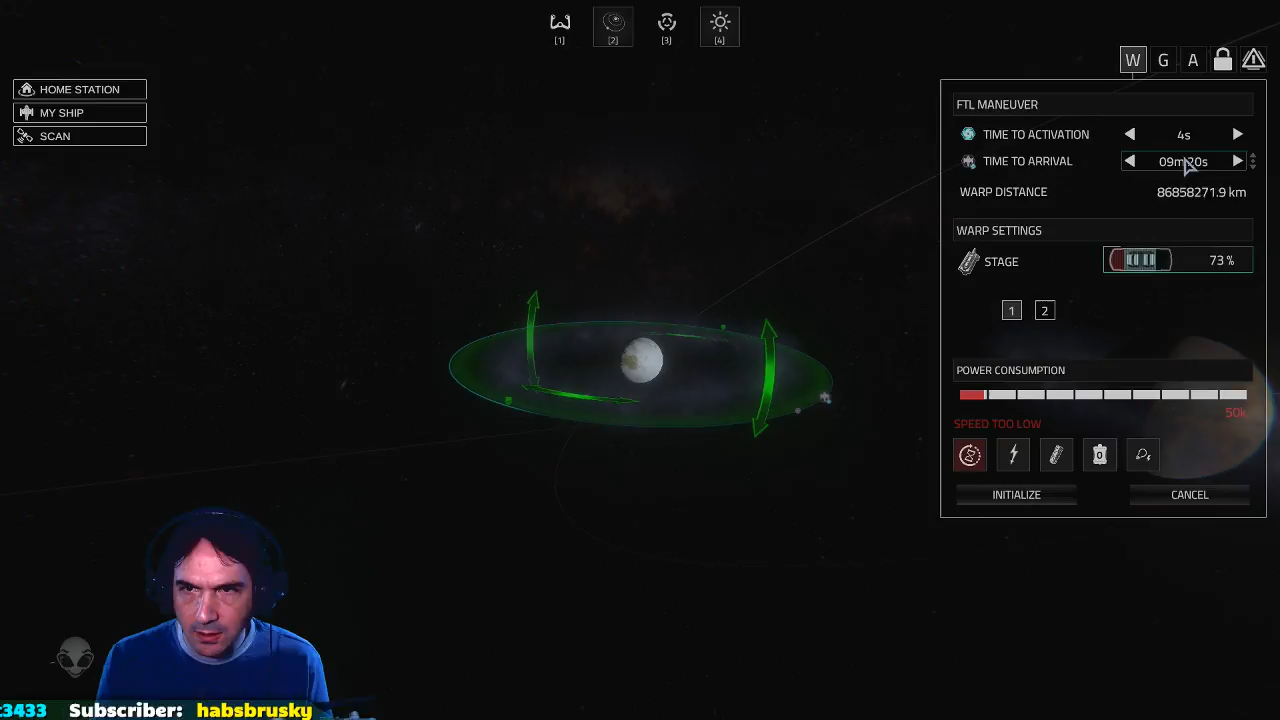 [1] [2] [3] [4]
W G A
HOME STATION
MY SHIP
SCAN
FTL MANEUVER
TIME TO ACTIVATION 4s
TIME TO ARRIVAL 09m20s
WARP DISTANCE 86858271.9 km
WARP SETTINGS
STAGE 73 %
1 2
POWER CONSUMPTION
50k
SPEED TOO LOW
0
INITIALIZE CANCEL
3433 Subscriber: habsbrusky